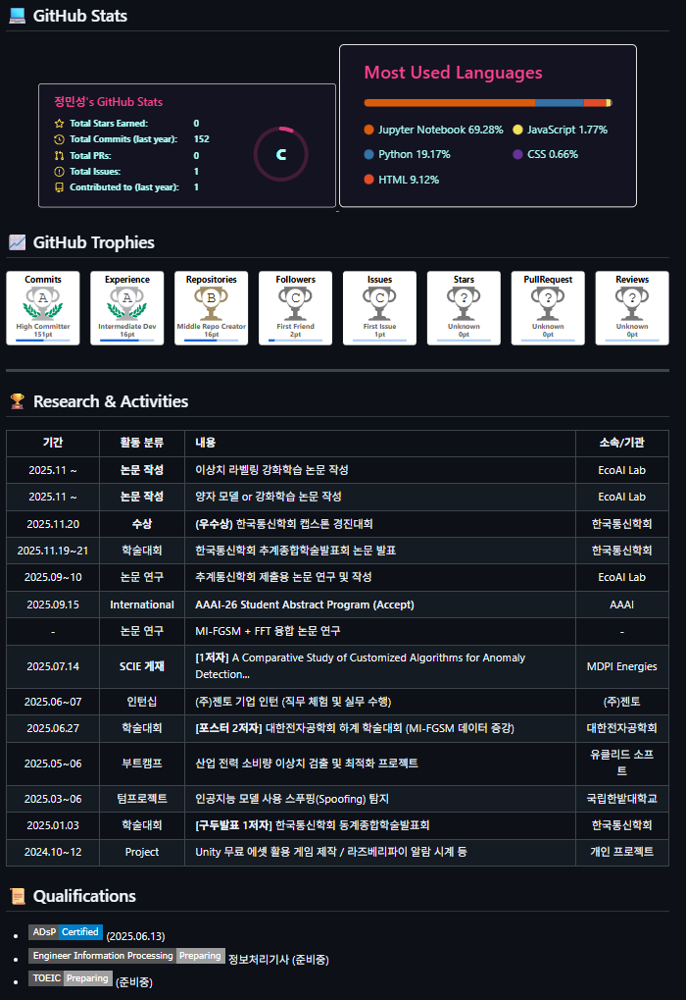 GitHub Stats
정민성's GitHub Stats
Total Stars Earned: 0
Total Commits (last year): 152
Total PRs: 0
Total Issues: 1
Contributed to (last year): 1
C
Most Used Languages
Jupyter Notebook 69.28% JavaScript 1.77%
Python 19.17% CSS 0.66%
HTML 9.12%
GitHub Trophies
Commits Experience Repositories Followers Issues Stars PullRequest Reviews
A A B C C ? ? ?
High Committer Intermediate Dev Middle Repo Creator First Friend First Issue Unknown Unknown Unknown
151pt 16pt 16pt 2pt 1pt 0pt 0pt 0pt
Research & Activities
기간 활동 분류 내용 소속/기관
2025.11 ~ 논문 작성 이상치 라벨링 강화학습 논문 작성 EcoAI Lab
2025.11 ~ 논문 작성 양자 모델 or 강화학습 논문 작성 EcoAI Lab
2025.11.20 수상 (우수상) 한국통신학회 캡스톤 경진대회 한국통신학회
2025.11.19~21 학술대회 한국통신학회 추계종합학술발표회 논문 발표 한국통신학회
2025.09~10 논문 연구 추계통신학회 제출용 논문 연구 및 작성 EcoAI Lab
2025.09.15 International AAAI-26 Student Abstract Program (Accept) AAAI
- 논문 연구 MI-FGSM + FFT 융합 논문 연구 -
2025.07.14 SCIE 게재 [1저자] A Comparative Study of Customized Algorithms for Anomaly
Detection... MDPI Energies
2025.06~07 인턴십 (주)젠토 기업 인턴 (직무 체험 및 실무 수행) (주)젠토
2025.06.27 학술대회 [포스터 2저자] 대한전자공학회 하계 학술대회 (MI-FGSM 데이터 증강) 대한전자공학회
2025.05~06 부트캠프 산업 전력 소비량 이상치 검출 및 최적화 프로젝트 유클리드 소프
트
2025.03~06 텀프로젝트 인공지능 모델 사용 스푸핑(Spoofing) 탐지 국립한밭대학교
2025.01.03 학술대회 [구두발표 1저자] 한국통신학회 동계종합학술발표회 한국통신학회
2024.10~12 Project Unity 무료 에셋 활용 게임 제작 / 라즈베리파이 알람 시계 등 개인 프로젝트
Qualifications
ADsP Certified (2025.06.13)
Engineer Information Processing Preparing 정보처리기사 (준비중)
TOEIC Preparing (준비중)